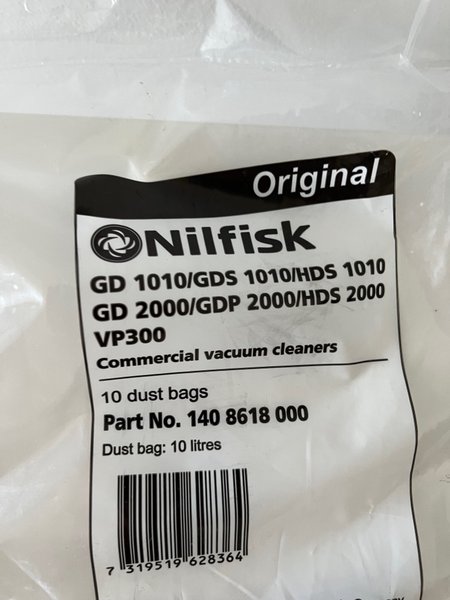 Original
Nilfisk
GD 1010/GDS 1010/HDS 1010
GD 2000/GDP 2000/HDS 2000
VP300
Commercial vacuum cleaners
10 dust bags
Part No. 140 8618 000
Dust bag: 10 litres
7 319519 628364